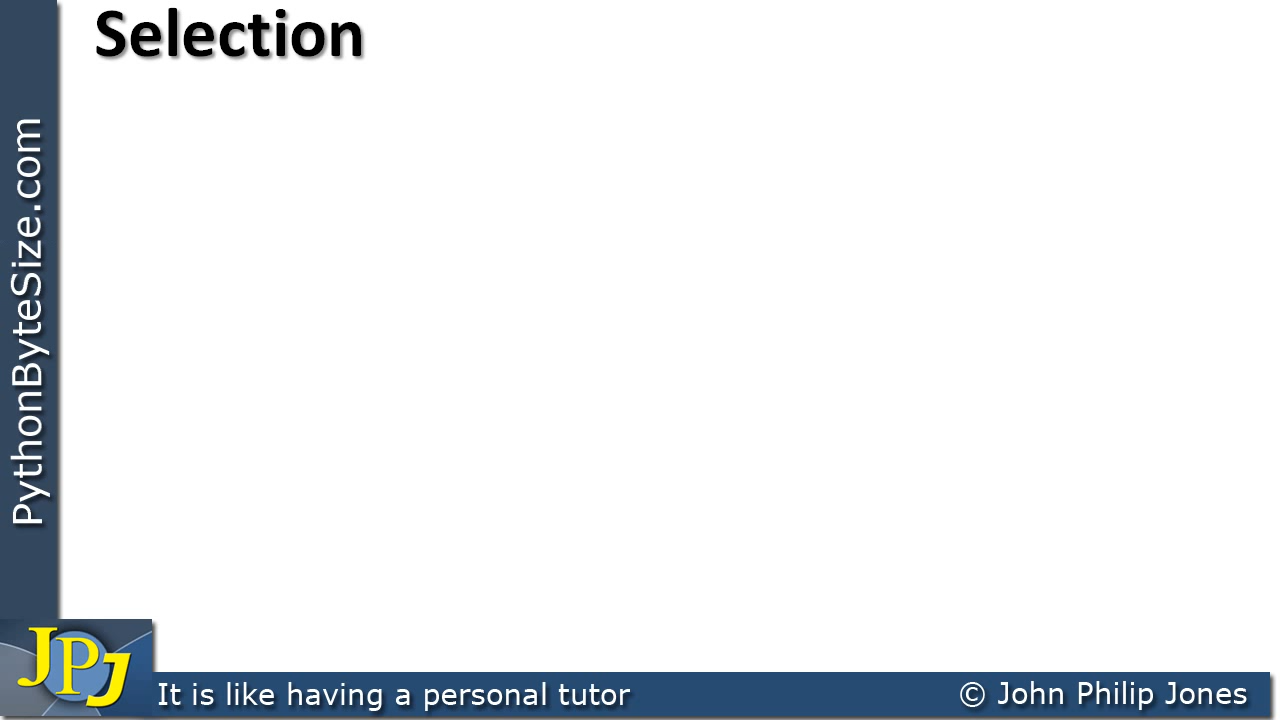 Selection
PythonByteSize.com
JPJ
It is like having a personal tutor
© John Philip Jones